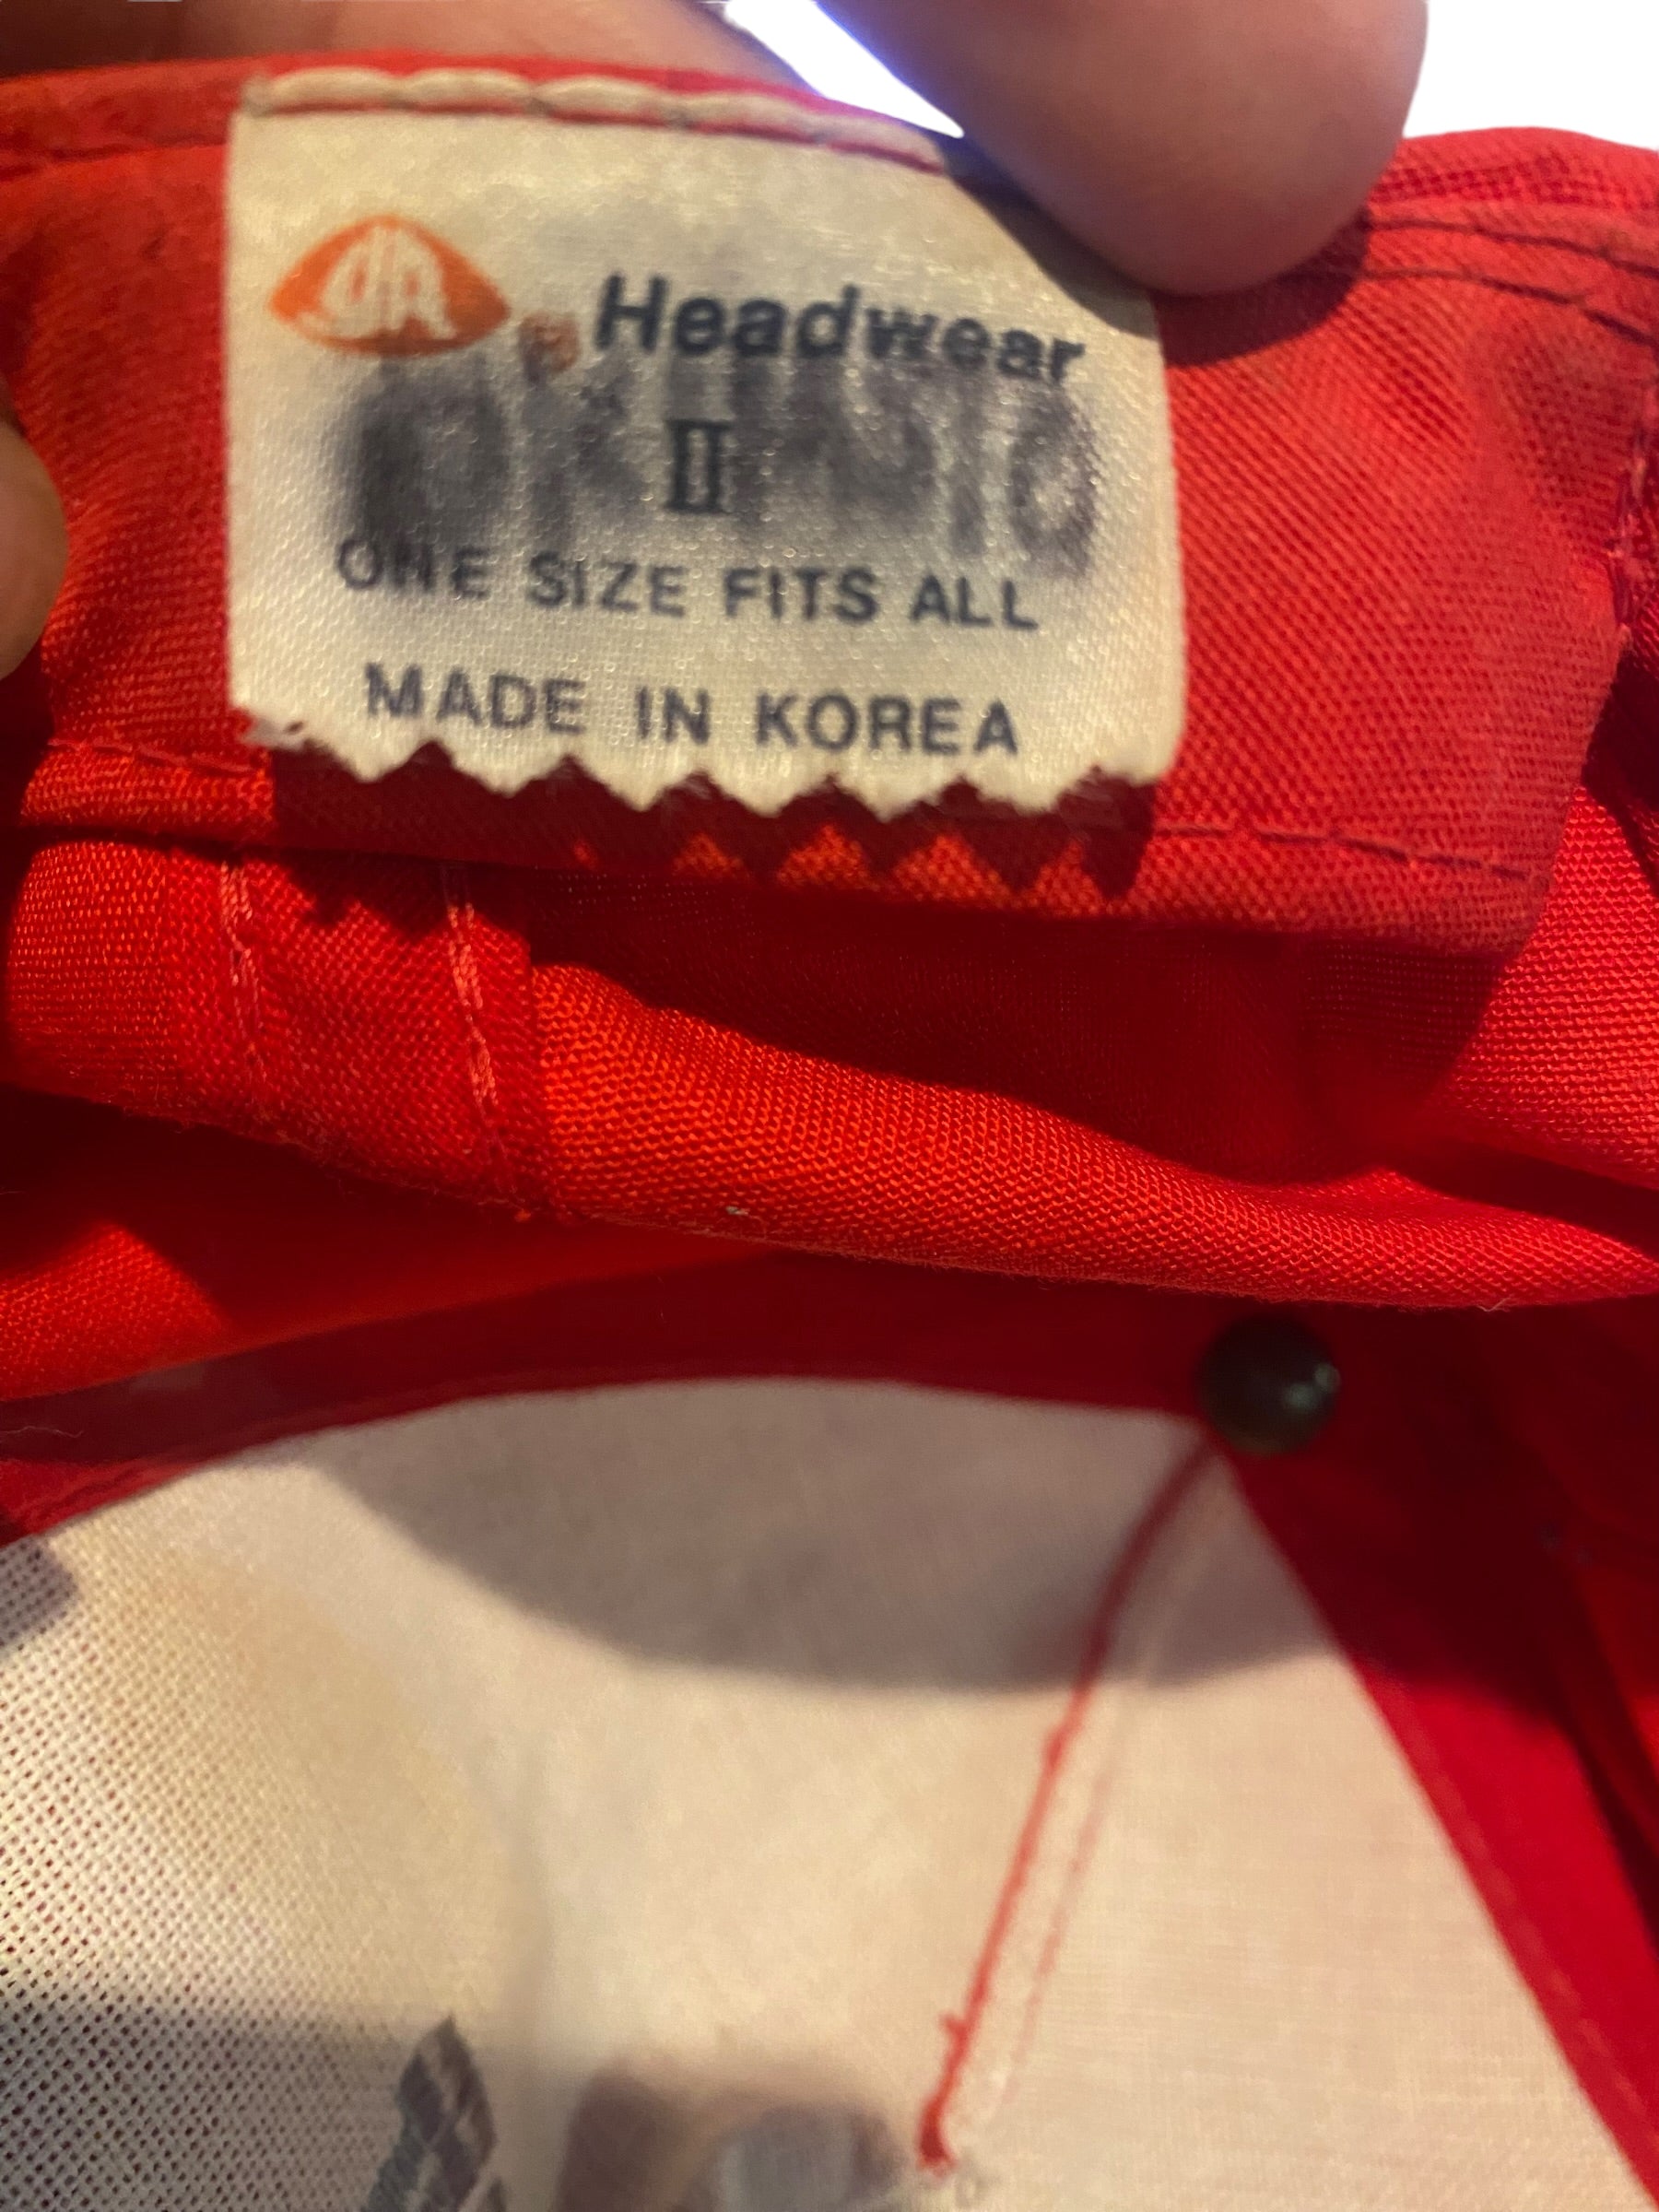 Headwear
II
ONE SIZE FITS ALL
MADE IN KOREA